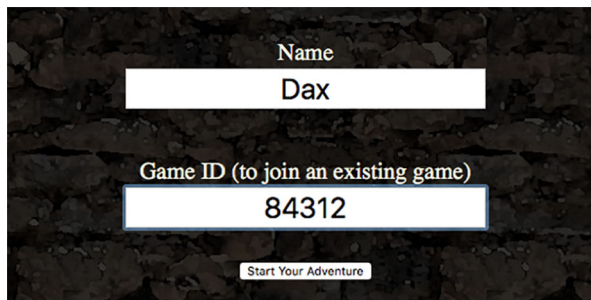 Name
Dax
Game ID (to join an existing game)
84312
Start Your Adventure